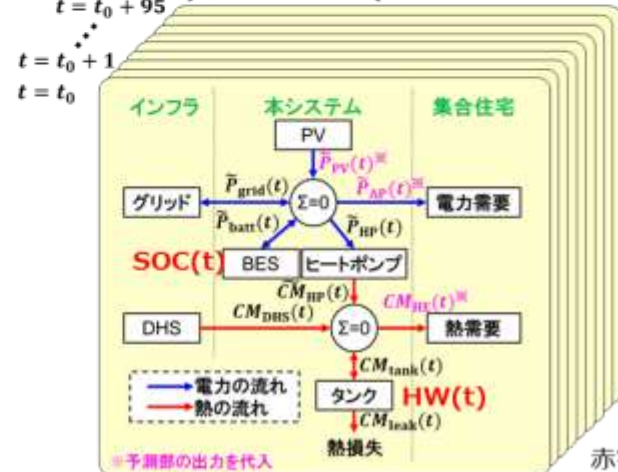 t = t₀ + 95
t = t₀ + 1
t = t₀
インフラ 本システム 集合住宅
PV
P̃_PV(t)※
P̃_grid(t) P̃_AP(t)※
グリッド Σ=0 電力需要
P̃_batt(t) P̃_HP(t)
SOC(t) BES ヒートポンプ
C̃M_HP(t)
CM_DHS(t) CM_HE(t)※
DHS Σ=0 熱需要
CM_tank(t)
電力の流れ タンク HW(t)
熱の流れ CM_leak(t)
※予測部の出力を代入 熱損失
赤